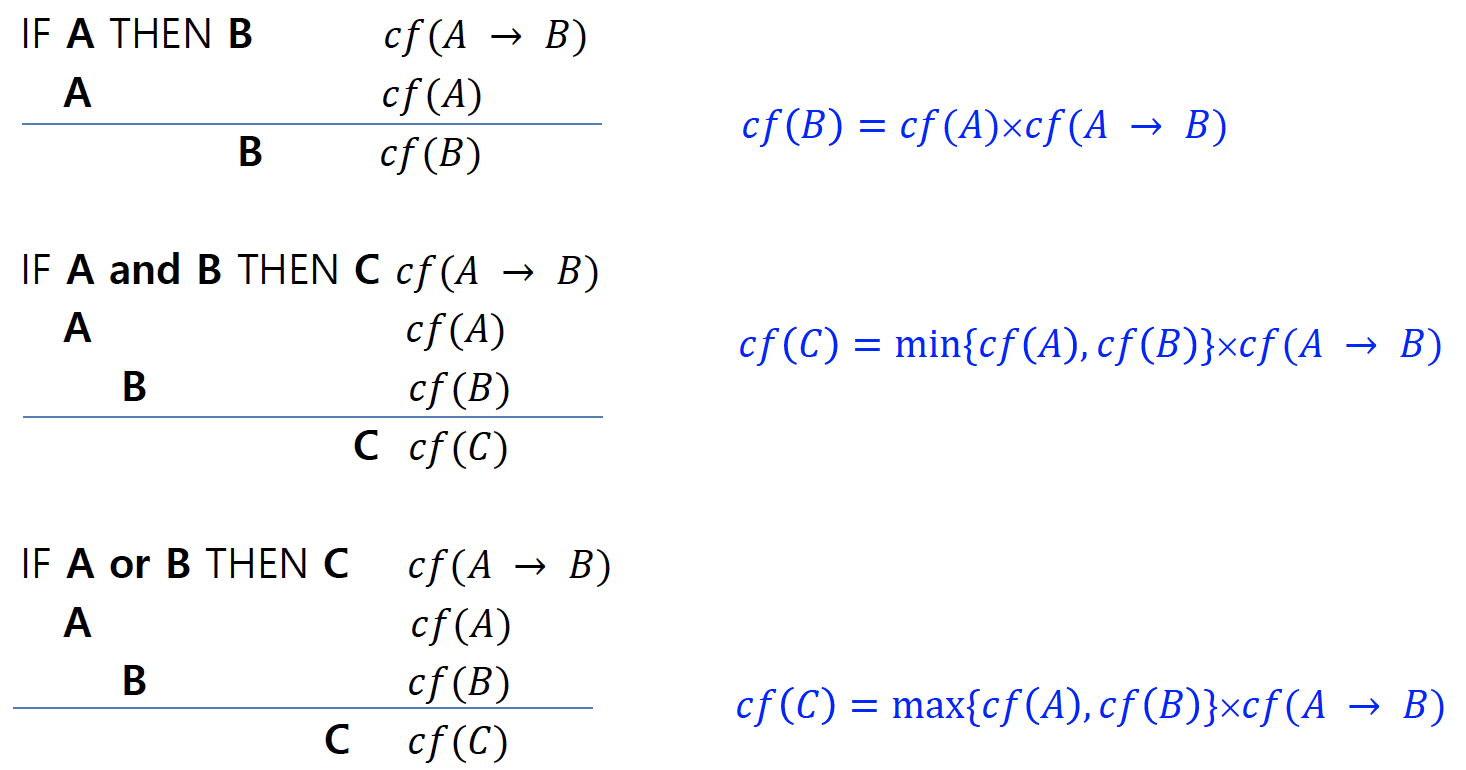 IF A THEN B cf(A → B)
A cf(A)
B cf(B)
cf(B) = cf(A)×cf(A → B)
IF A and B THEN C cf(A → B)
A cf(A)
B cf(B)
C cf(C)
cf(C) = min{cf(A), cf(B)}×cf(A → B)
IF A or B THEN C cf(A → B)
A cf(A)
B cf(B)
C cf(C)
cf(C) = max{cf(A), cf(B)}×cf(A → B)